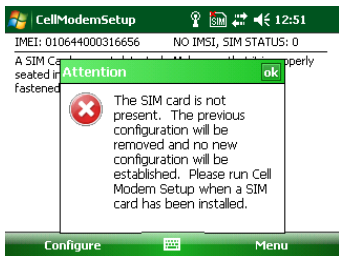 CellModemSetup 12:51
IMEI: 010644000316656 NO IMSI, SIM STATUS: 0
A SIM Ca
seated in
fastened
Attention ok
The SIM card is not
present. The previous
configuration will be
removed and no new
configuration will be
established. Please run Cell
Modem Setup when a SIM
card has been installed.
Configure Menu